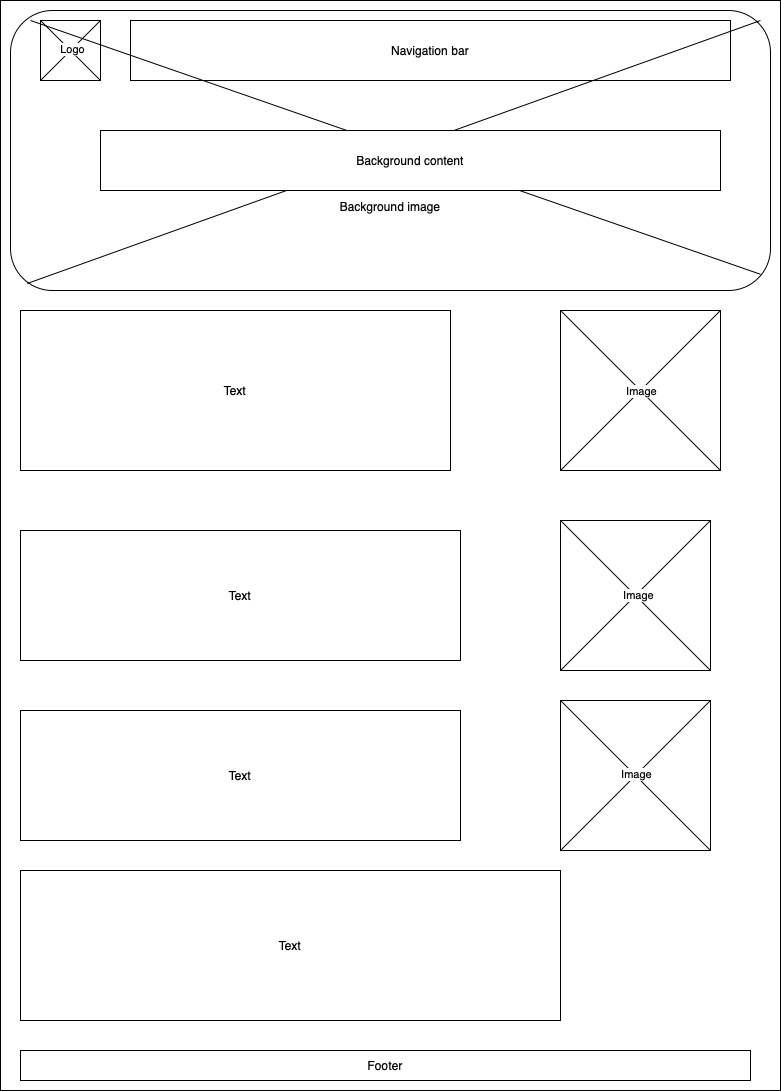 Logo
Navigation bar
Background content
Background image
Text
Image
Text
Image
Text
Image
Text
Footer